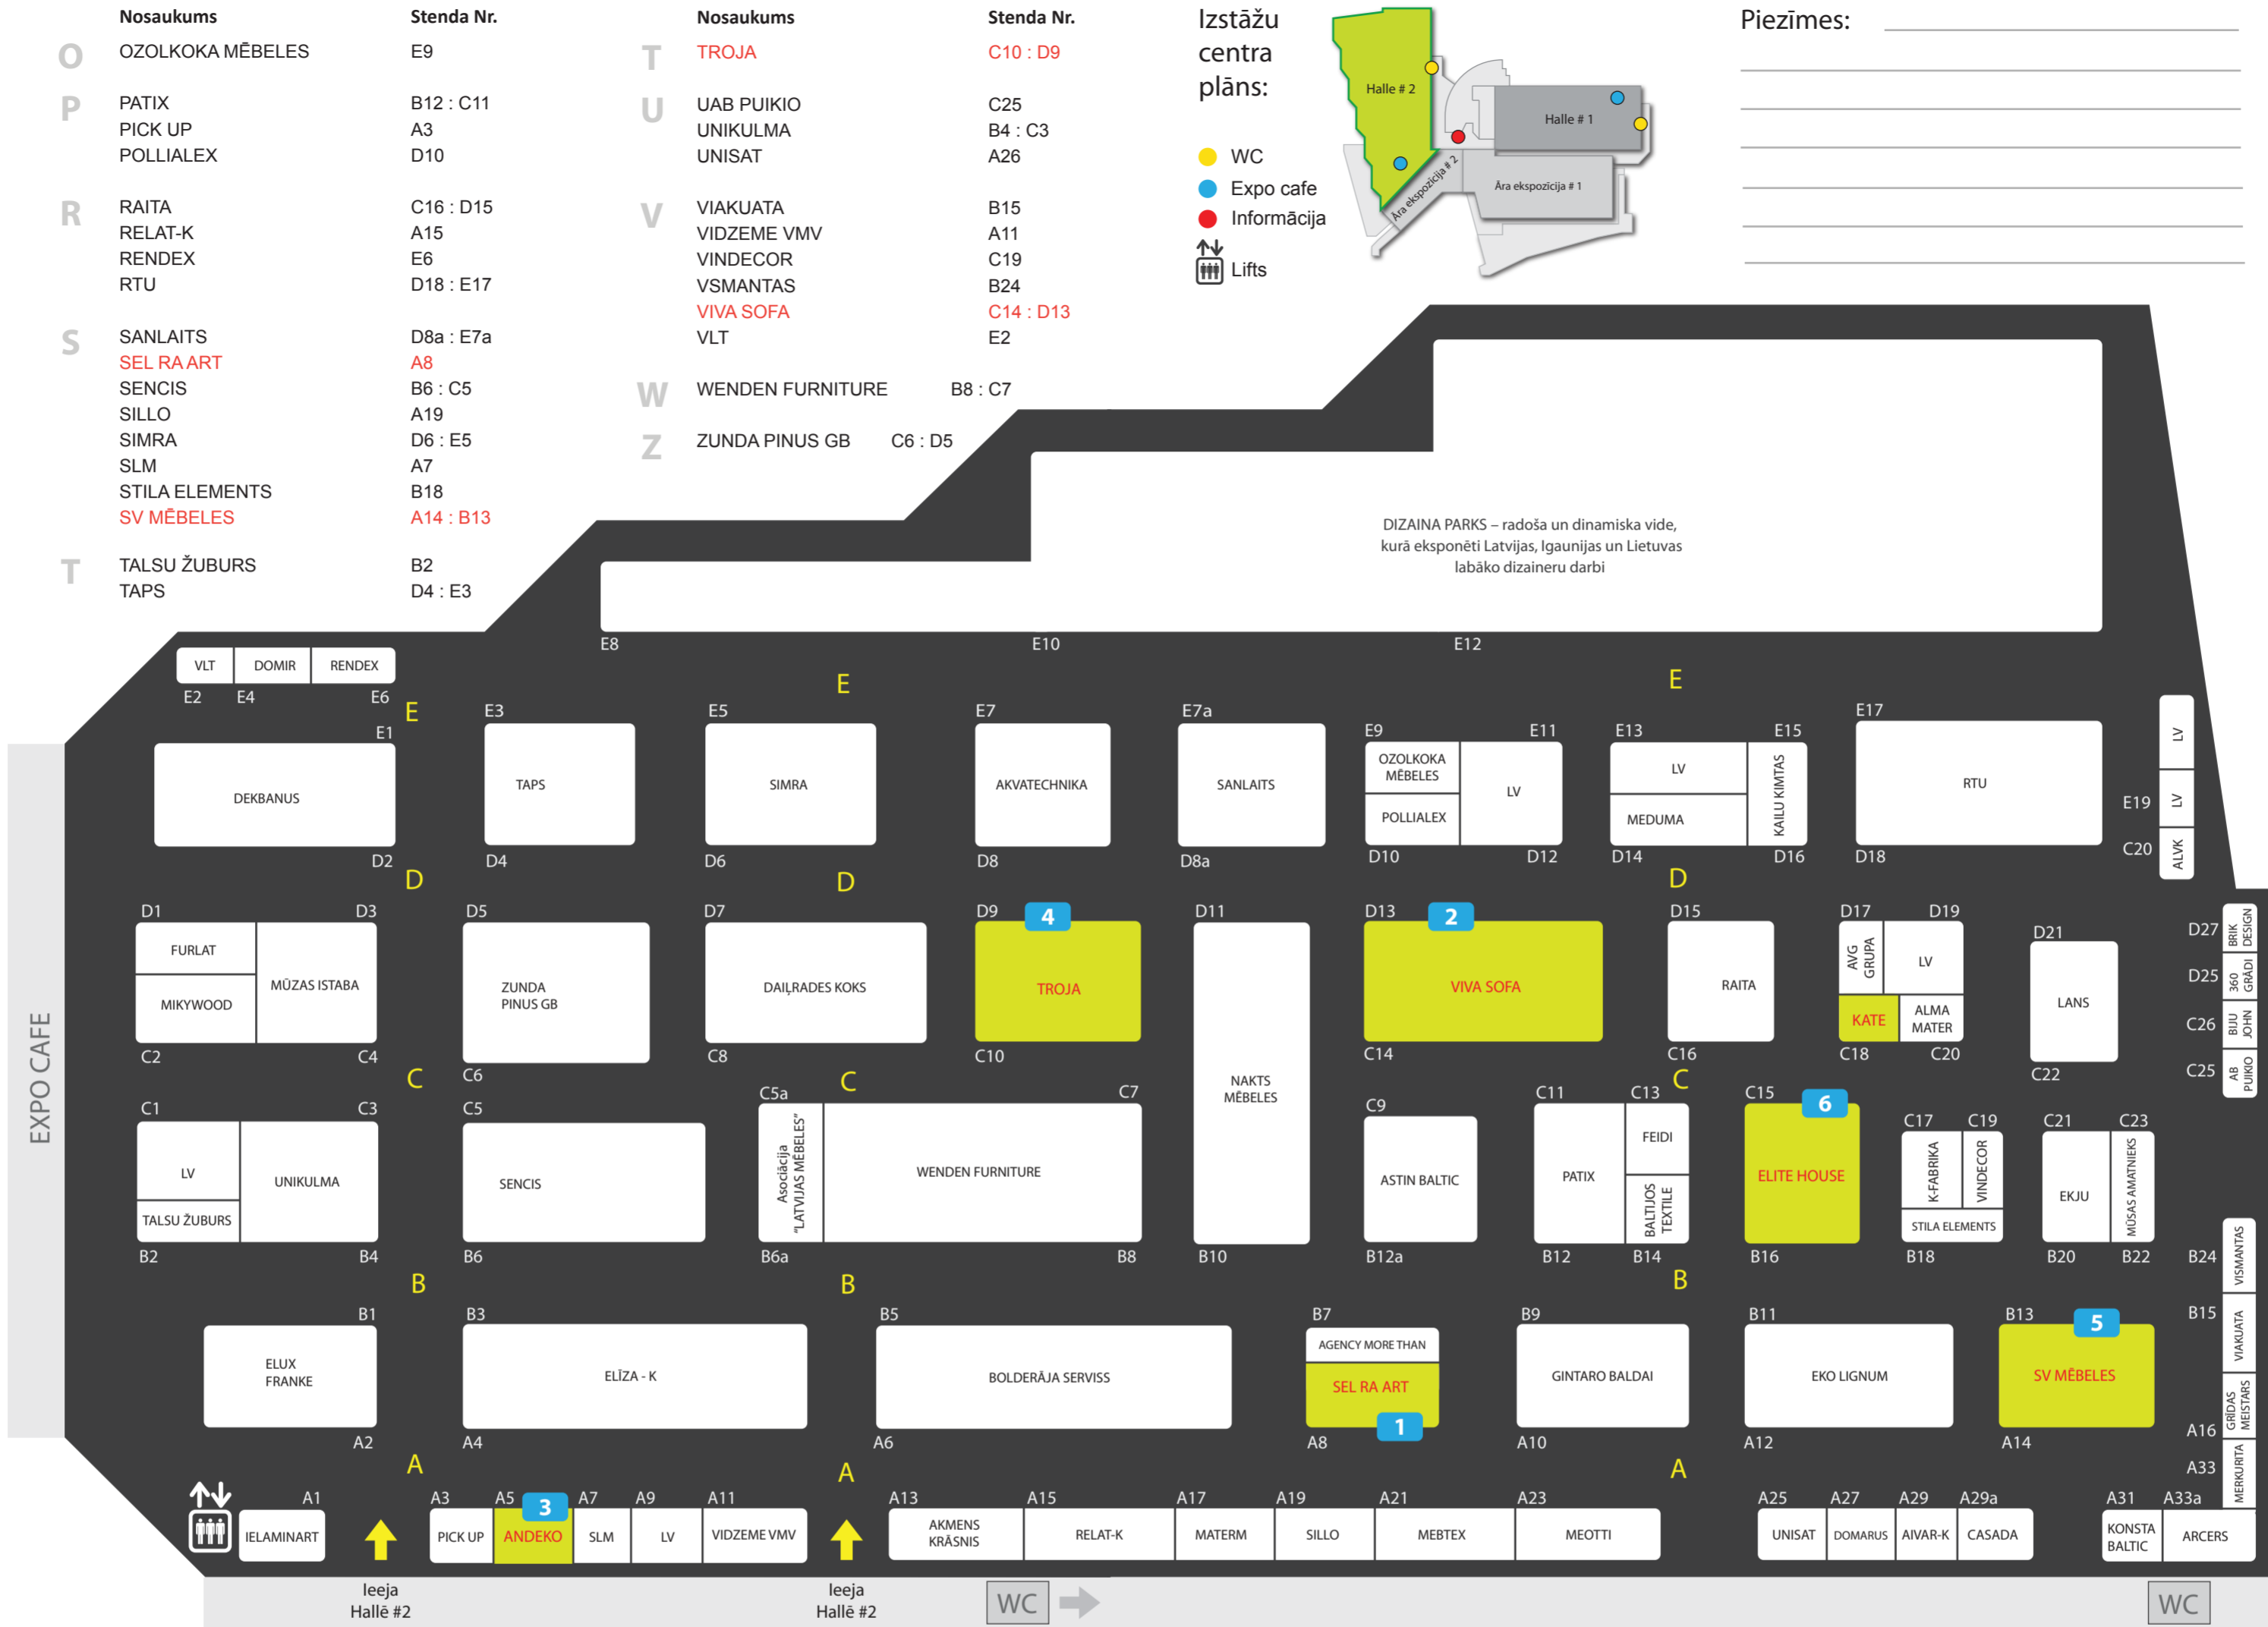 Nosaukums Stenda Nr.
O OZOLKOKA MĒBELES E9
P PATIX B12 : C11
PICK UP A3
POLLIALEX D10
R RAITA C16 : D15
RELAT-K A15
RENDEX E6
RTU D18 : E17
S SANLAITS D8a : E7a
SEL RA ART A8
SENCIS B6 : C5
SILLO A19
SIMRA D6 : E5
SLM A7
STILA ELEMENTS B18
SV MĒBELES A14 : B13
T TALSU ŽUBURS B2
TAPS D4 : E3
Nosaukums Stenda Nr.
T TROJA C10 : D9
U UAB PUIKIO C25
UNIKULMA B4 : C3
UNISAT A26
V VIAKUATA B15
VIDZEME VMV A11
VINDECOR C19
VSMANTAS B24
VIVA SOFA C14 : D13
VLT E2
W WENDEN FURNITURE B8 : C7
Z ZUNDA PINUS GB C6 : D5
Izstāžu
centra
plāns:
WC
Expo cafe
Informācija
Lifts
Halle # 2
Halle # 1
Āra ekspozīcija # 2
Āra ekspozīcija # 1
Piezīmes:
DIZAINA PARKS – radoša un dinamiska vide,
kurā eksponēti Latvijas, Igaunijas un Lietuvas
labāko dizaineru darbi
E8 E10 E12
VLT DOMIR RENDEX
E2 E4 E6
E E E
E1 E3 E5 E7 E7a E9 E11 E13 E15 E17
DEKBANUS
TAPS
SIMRA
AKVATECHNIKA
SANLAITS
OZOLKOKA
MĒBELES
POLLIALEX
LV
LV
MEDUMA
KAILU KIMTAS
RTU
LV
E19 LV
C20 ALVK
D2 D4 D6 D8 D8a D10 D12 D14 D16 D18
D D D
D1 D3 D5 D7 D9 4 D11 D13 2 D15 D17 D19 D21
FURLAT
MIKYWOOD
MŪZAS ISTABA
ZUNDA
PINUS GB
DAIĻRADES KOKS
TROJA
NAKTS
MĒBELES
VIVA SOFA
RAITA
AVG
GRUPA
LV
KATE
ALMA
MATER
LANS
D27 BRIK
DESIGN
D25 360
GRĀDI
C26 BIJU
JOHN
C25 AB
PUIKIO
C2 C4 C6 C8 C10 C14 C16 C18 C20 C22
C C C
C1 C3 C5 C5a C7 C9 C11 C13 C15 6 C17 C19 C21 C23
LV
TALSU ŽUBURS
UNIKULMA
SENCIS
Asociācija
"LATVIJAS MĒBELES"
WENDEN FURNITURE
ASTIN BALTIC
PATIX
FEIDI
BALTIJOS
TEXTILE
ELITE HOUSE
K-FABRIKA
VINDECOR
STILA ELEMENTS
EKJU
MŪSAS AMATNIEKS
B2 B4 B6 B6a B8 B10 B12a B12 B14 B16 B18 B20 B22
B24 VISMANTAS
B B B
B1 B3 B5 B7 B9 B11 B13 5
B15 VIAKUATA
ELUX
FRANKE
ELĪZA - K
BOLDERĀJA SERVISS
AGENCY MORE THAN
SEL RA ART
1
GINTARO BALDAI
EKO LIGNUM
SV MĒBELES
A16 GRĪDAS
MEISTARS
A33 MERKURITA
A2 A4 A6 A8 A10 A12 A14
A A A
A1 A3 A5 3 A7 A9 A11 A13 A15 A17 A19 A21 A23 A25 A27 A29 A29a A31 A33a
IELAMINART
PICK UP
ANDEKO
SLM
LV
VIDZEME VMV
AKMENS
KRĀSNIS
RELAT-K
MATERM
SILLO
MEBTEX
MEOTTI
UNISAT
DOMARUS
AIVAR-K
CASADA
KONSTA
BALTIC
ARCERS
EXPO CAFE
Ieeja
Hallē #2
Ieeja
Hallē #2
WC
WC